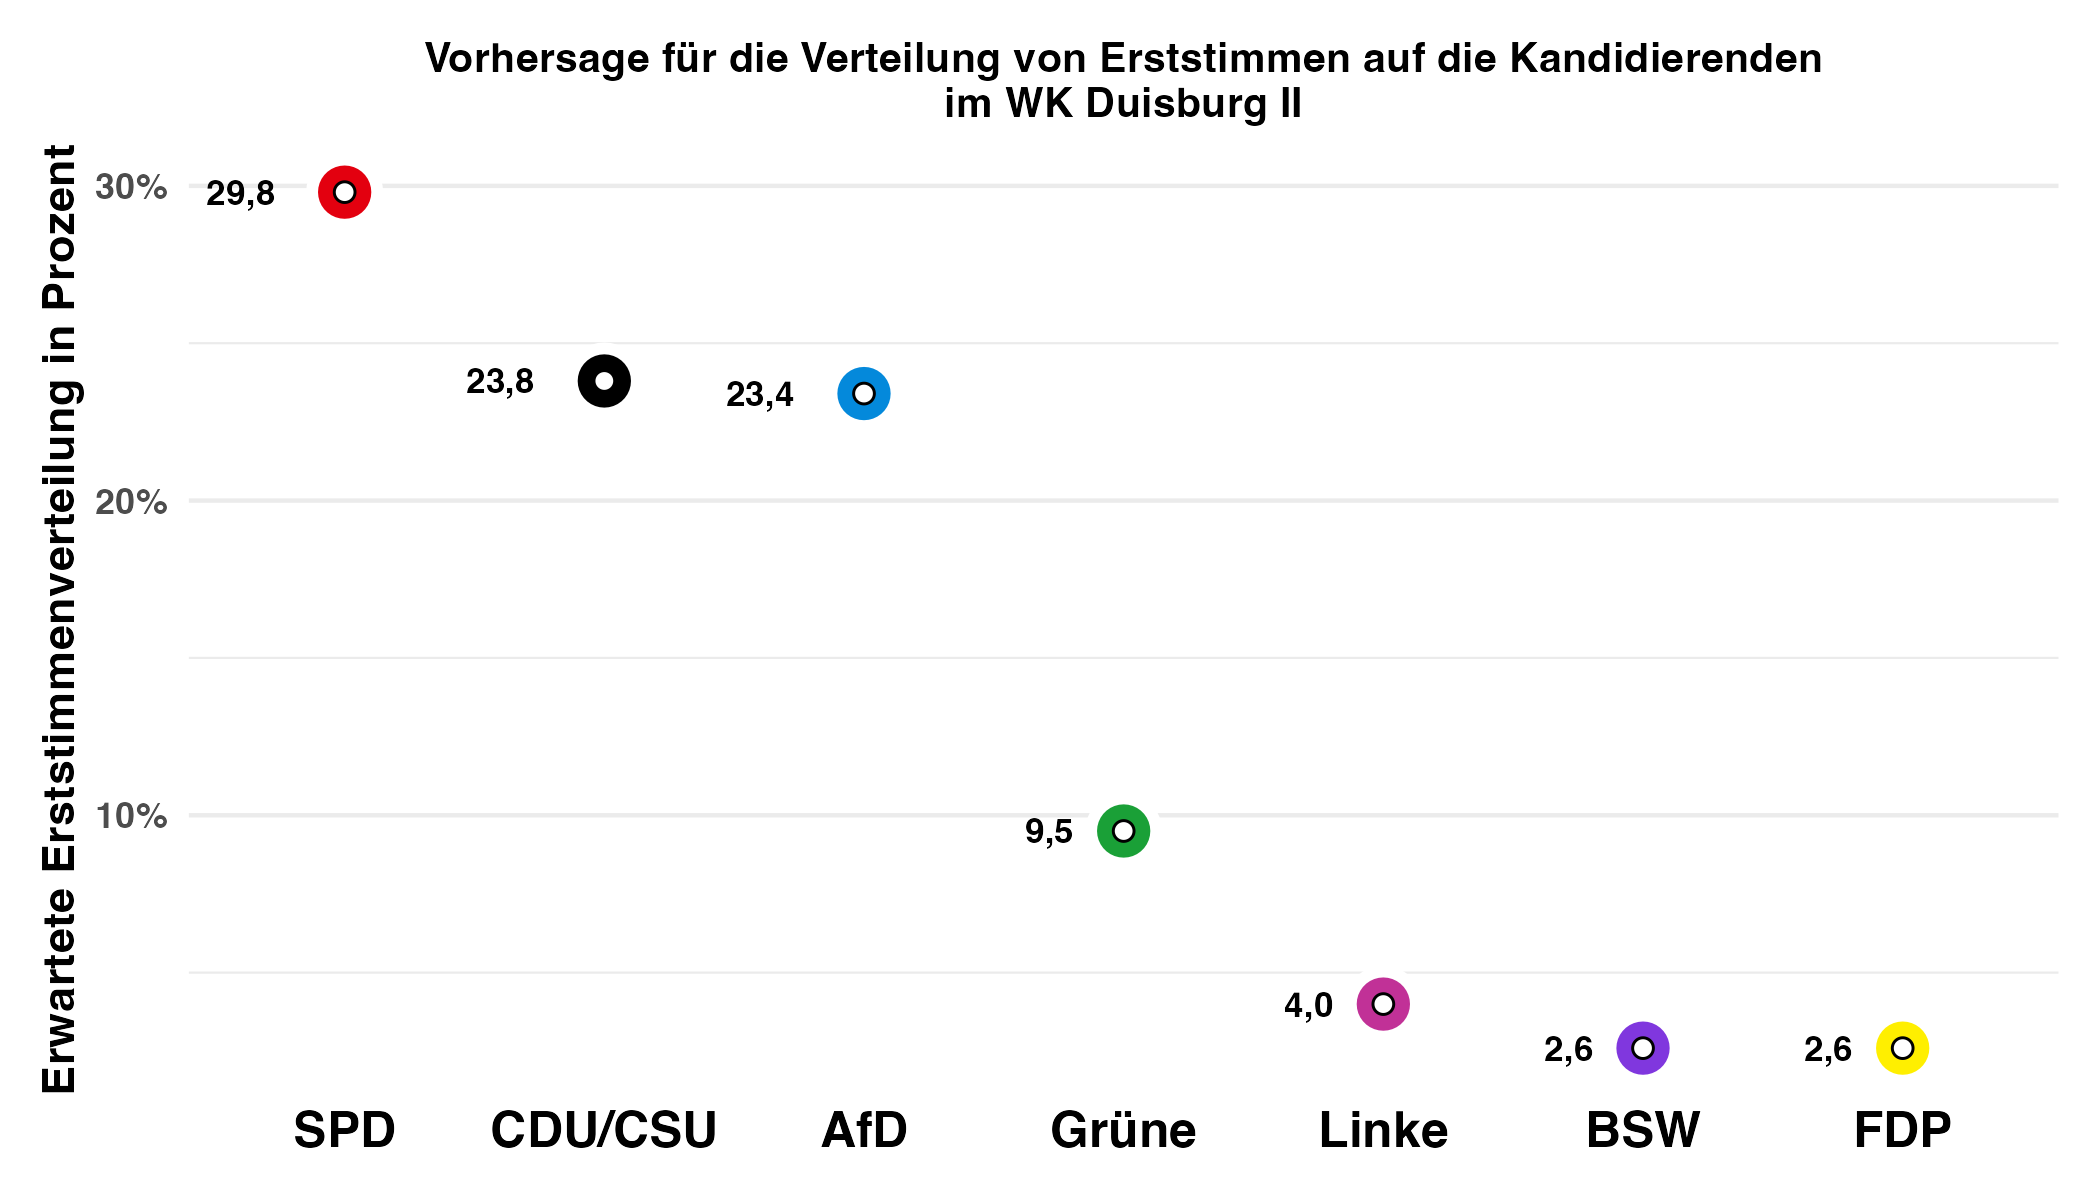 Vorhersage für die Verteilung von Erststimmen auf die Kandidierenden
im WK Duisburg II
Erwartete Erststimmenverteilung in Prozent
30%
20%
10%
29,8
23,8
23,4
9,5
4,0
2,6
2,6
SPD
CDU/CSU
AfD
Grüne
Linke
BSW
FDP